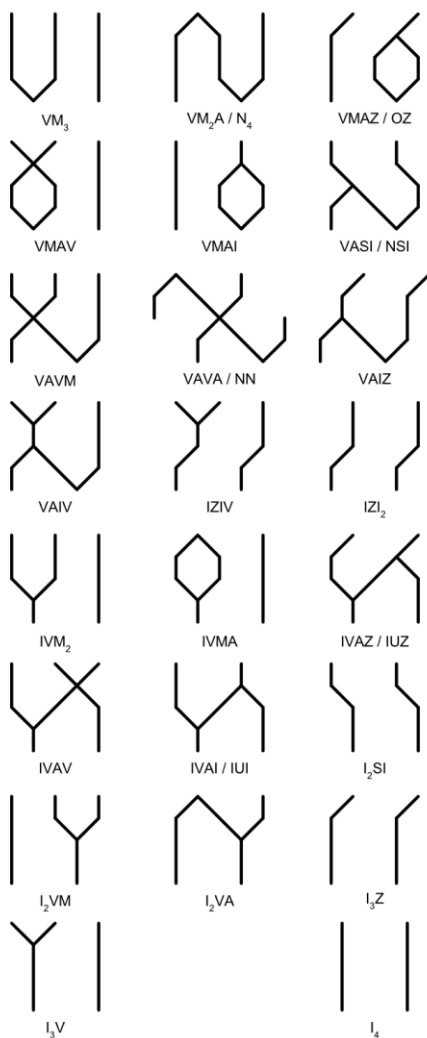 VM₃ VM₂A / N₄ VMAZ / OZ
VMAV VMAI VASI / NSI
VAVM VAVA / NN VAIZ
VAIV IZIV IZI₂
IVM₂ IVMA IVAZ / IUZ
IVAV IVAI / IUI I₂SI
I₂VM I₂VA I₃Z
I₃V I₄